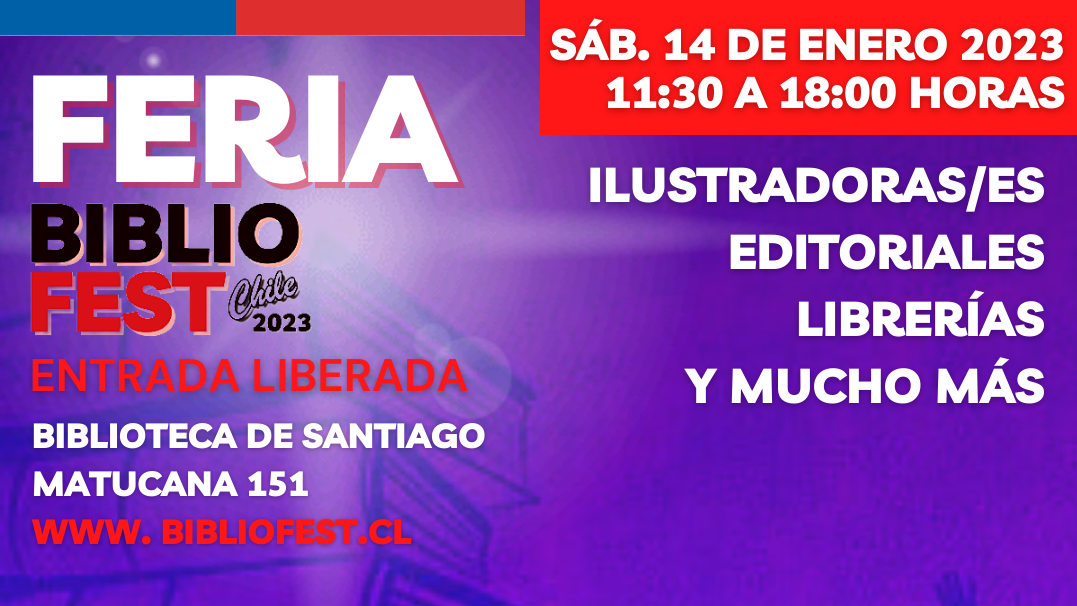 FERIA
BIBLIO
FEST Chile
2023
ENTRADA LIBERADA
BIBLIOTECA DE SANTIAGO
MATUCANA 151
WWW. BIBLIOFEST.CL
SÁB. 14 DE ENERO 2023
11:30 A 18:00 HORAS
ILUSTRADORAS/ES
EDITORIALES
LIBRERÍAS
Y MUCHO MÁS